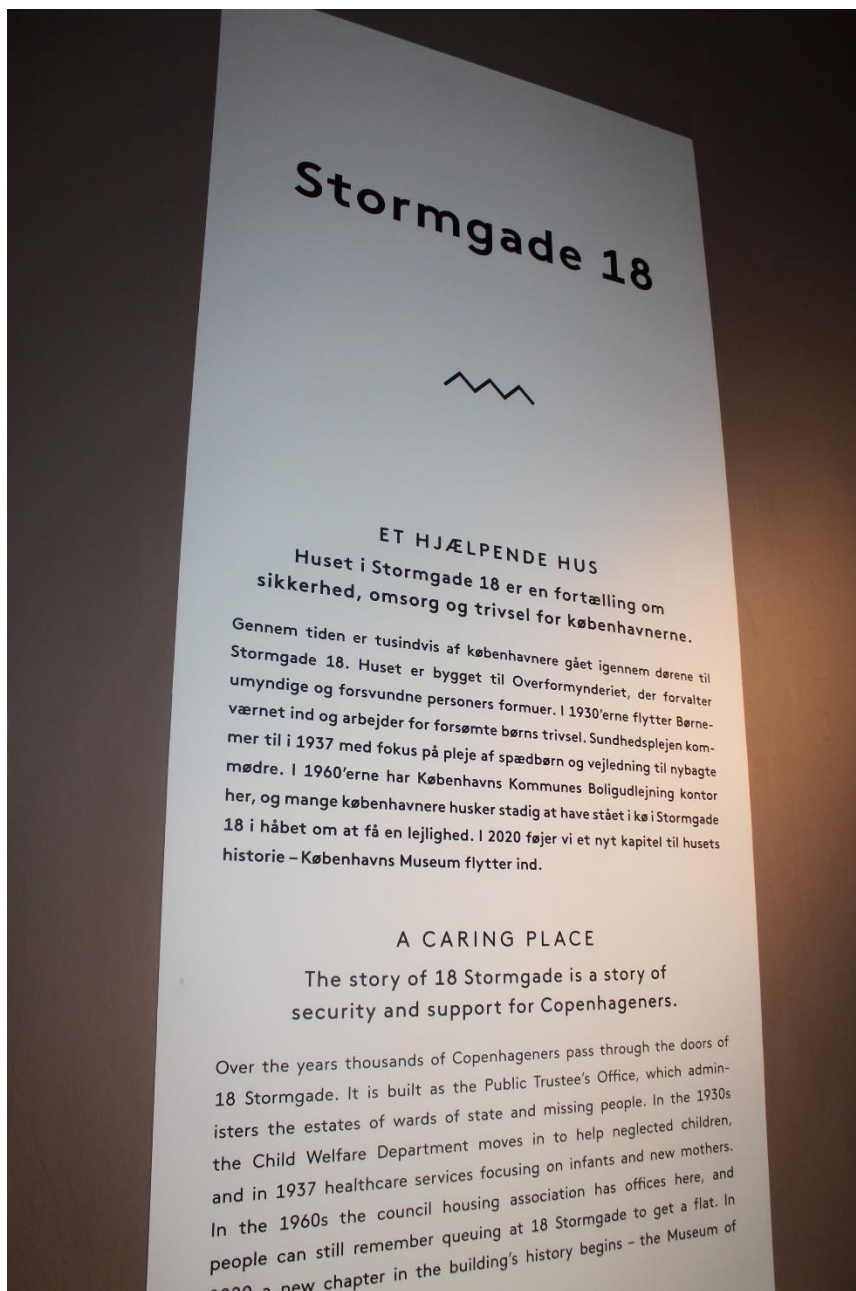 Stormgade 18
ET HJÆLPENDE HUS
Huset i Stormgade 18 er en fortælling om
sikkerhed, omsorg og trivsel for københavnerne.
Gennem tiden er tusindvis af københavnere gået igennem dørene til
Stormgade 18. Huset er bygget til Overformynderiet, der forvalter
umyndige og forsvundne personers formuer. I 1930'erne flytter Børne-
værnet ind og arbejder for forsømte børns trivsel. Sundhedsplejen kom-
mer til i 1937 med fokus på pleje af spædbørn og vejledning til nybagte
mødre. I 1960'erne har Københavns Kommunes Boligudlejning kontor
her, og mange københavnere husker stadig at have stået i kø i Stormgade
18 i håbet om at få en lejlighed. I 2020 føjer vi et nyt kapitel til husets
historie – Københavns Museum flytter ind.
A CARING PLACE
The story of 18 Stormgade is a story of
security and support for Copenhageners.
Over the years thousands of Copenhageners pass through the doors of
18 Stormgade. It is built as the Public Trustee's Office, which admin-
isters the estates of wards of state and missing people. In the 1930s
the Child Welfare Department moves in to help neglected children,
and in 1937 healthcare services focusing on infants and new mothers.
In the 1960s the council housing association has offices here, and
people can still remember queuing at 18 Stormgade to get a flat. In
a new chapter in the building's history begins – the Museum of